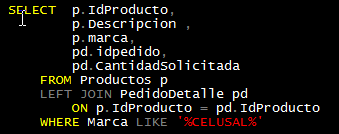 SELECT p.IdProducto,
p.Descripcion ,
p.marca,
pd.idpedido,
pd.CantidadSolicitada
FROM Productos p
LEFT JOIN PedidoDetalle pd
ON p.IdProducto = pd.IdProducto
WHERE Marca LIKE '%CELUSAL%'